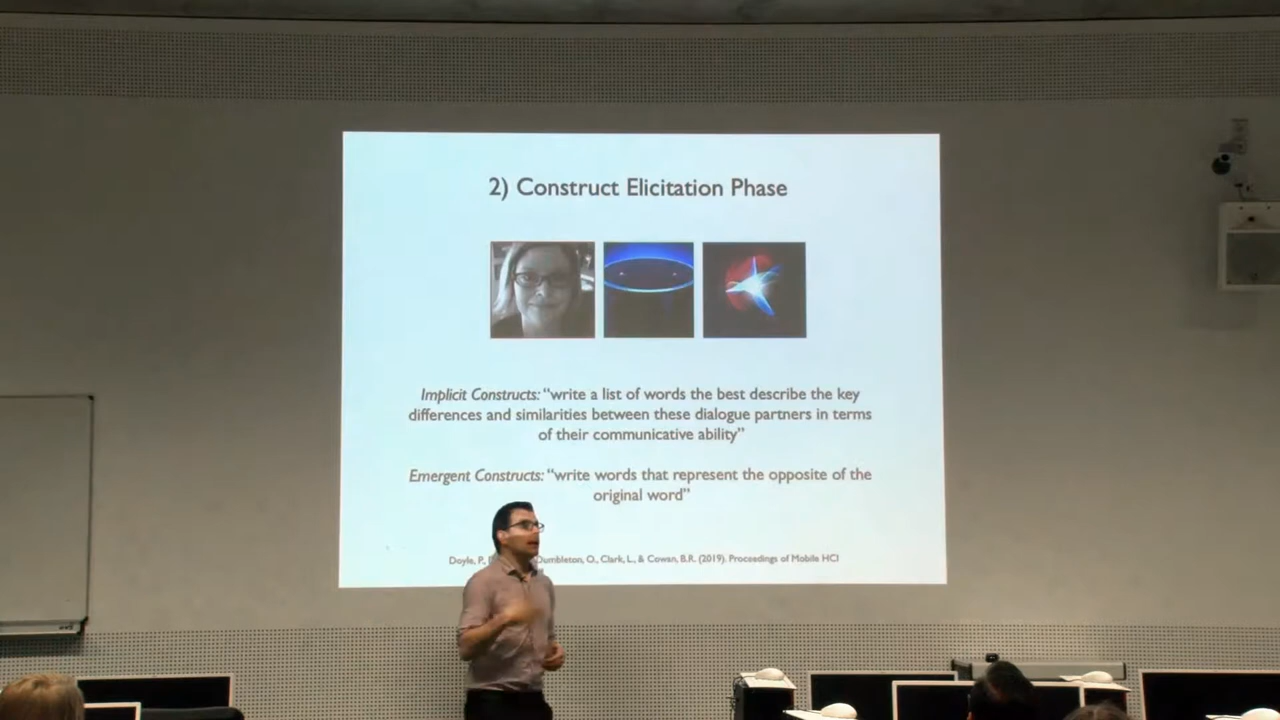 2) Construct Elicitation Phase
Implicit Constructs: “write a list of words the best describe the key
differences and similarities between these dialogue partners in terms
of their communicative ability”
Emergent Constructs: “write words that represent the opposite of the
original word”
Doyle, P., Dumbleton, O., Clark, L., & Cowan, B.R. (2019). Proceedings of Mobile HCI